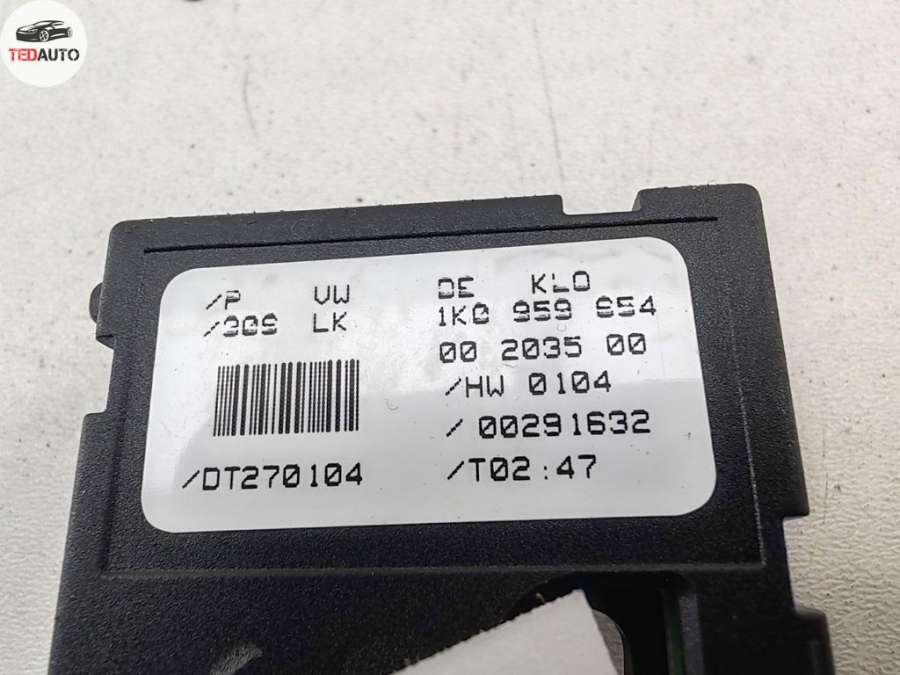 TEDAUTO
/P VW DE KLO
/309 LK 1K0 959 654
00 2035 00
/HW 0104
/ 00291632
/DT270104 /T02:47